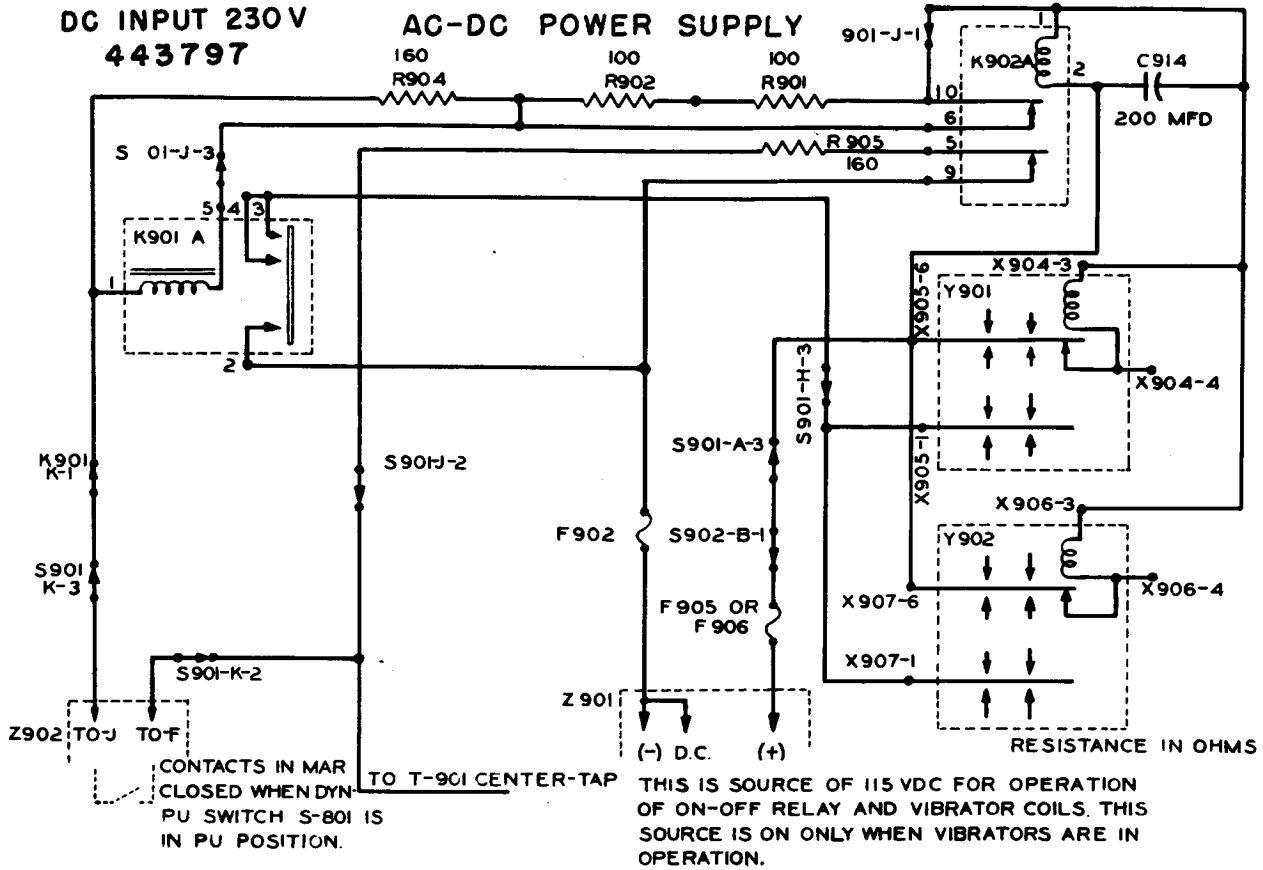 DC INPUT 230 V
443797
AC-DC POWER SUPPLY
160
R904
100
R902
100
R901
901-J-1
K902A
1
2
C914
200 MFD
10
6
5
9
R905
160
S 01-J-3
5 4 3
K901 A
1
2
X904-3
X905-6
Y901
X904-4
S901-H-3
X905-1
S901-A-3
K901
K-1
S901-J-2
X906-3
F902
S902-B-1
Y902
S901
K-3
X907-6
X906-4
F905 OR
F906
S901-K-2
X907-1
Z901
Z902
TO-J
TO-F
(-) D.C. (+)
RESISTANCE IN OHMS
CONTACTS IN MAR
CLOSED WHEN DYN-
PU SWITCH S-801 IS
IN PU POSITION.
TO T-901 CENTER-TAP
THIS IS SOURCE OF 115 VDC FOR OPERATION
OF ON-OFF RELAY AND VIBRATOR COILS. THIS
SOURCE IS ON ONLY WHEN VIBRATORS ARE IN
OPERATION.